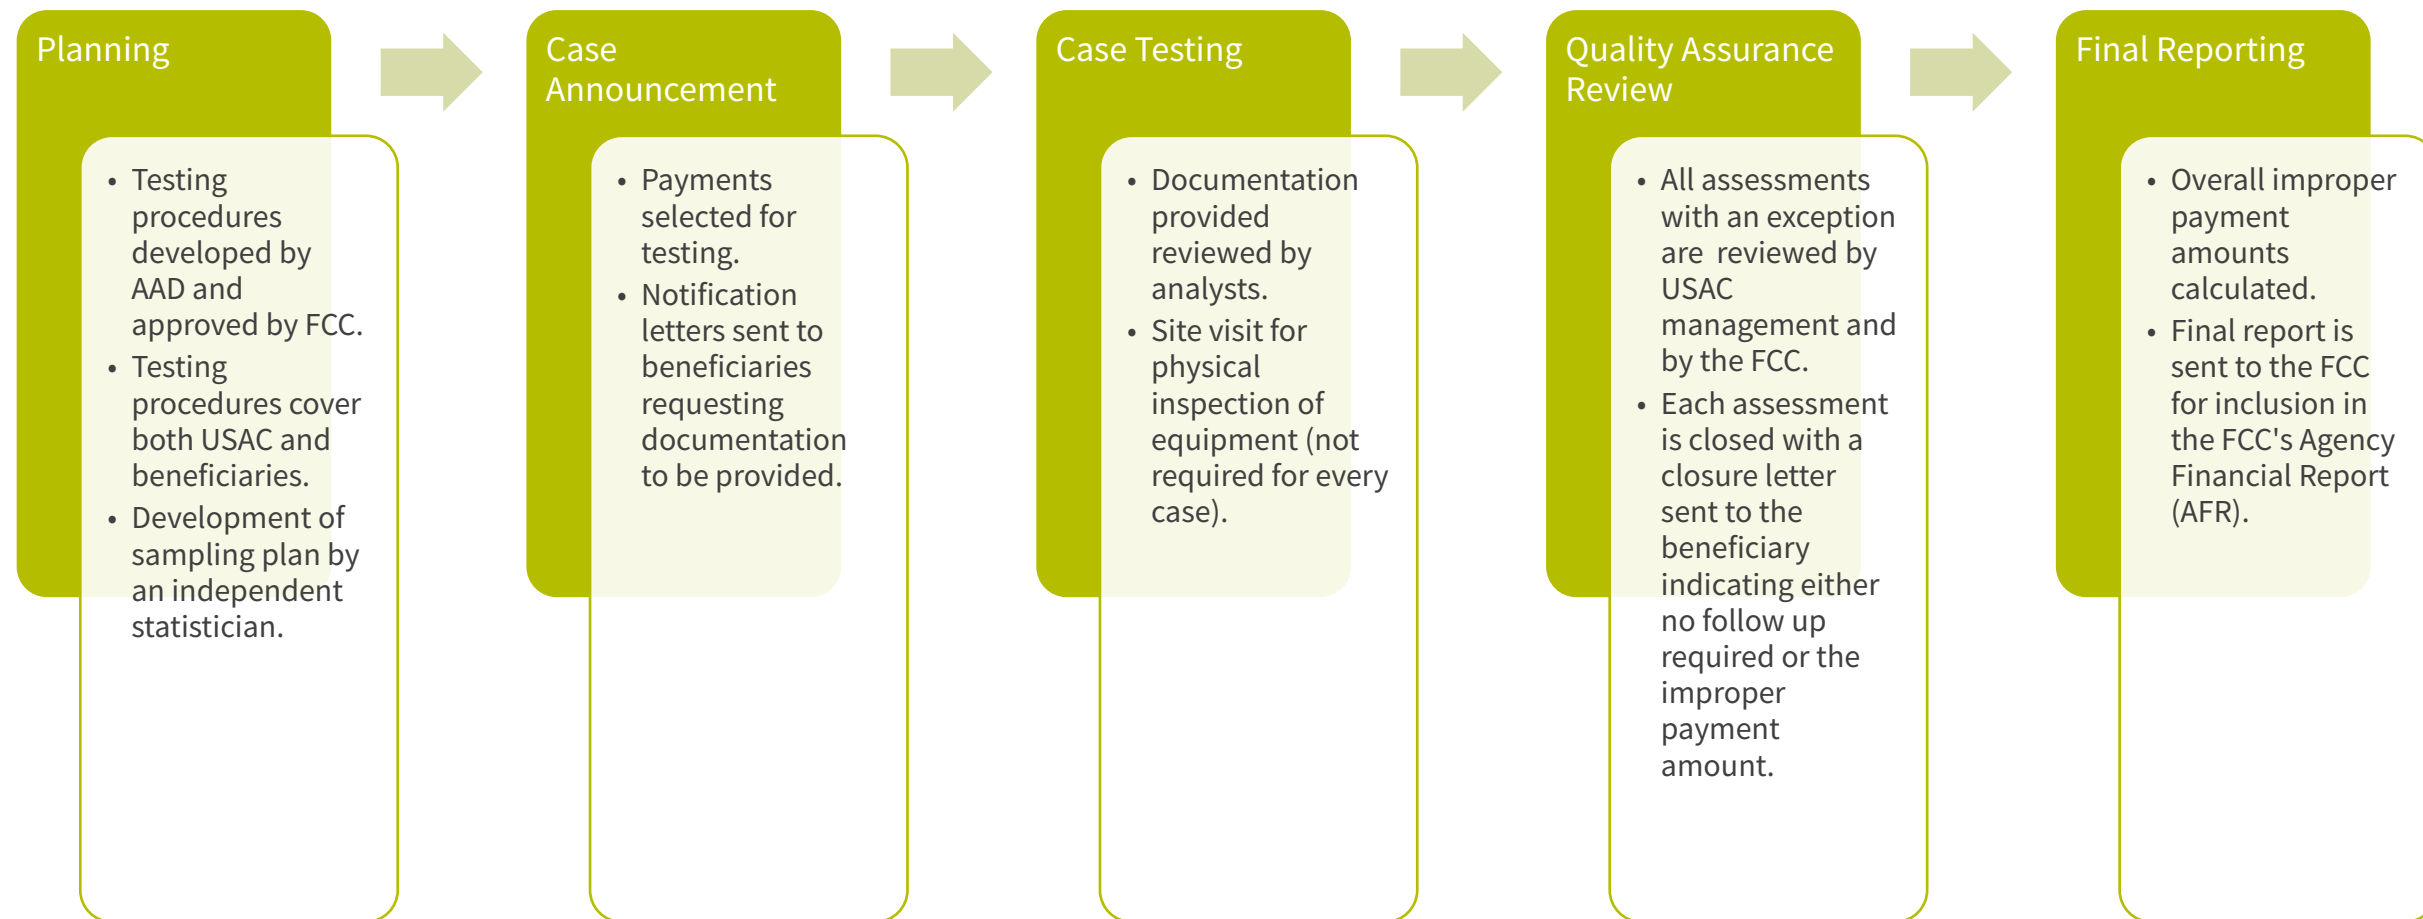 Planning
• Testing
procedures
developed by
AAD and
approved by FCC.
• Testing
procedures cover
both USAC and
beneficiaries.
• Development of
sampling plan by
an independent
statistician.
Case
Announcement
• Payments
selected for
testing.
• Notification
letters sent to
beneficiaries
requesting
documentation
to be provided.
Case Testing
• Documentation
provided
reviewed by
analysts.
• Site visit for
physical
inspection of
equipment (not
required for every
case).
Quality Assurance
Review
• All assessments
with an exception
are  reviewed by
USAC
management and
by the FCC.
• Each assessment
is closed with a
closure letter
sent to the
beneficiary
indicating either
no follow up
required or the
improper
payment
amount.
Final Reporting
• Overall improper
payment
amounts
calculated.
• Final report is
sent to the FCC
for inclusion in
the FCC's Agency
Financial Report
(AFR).